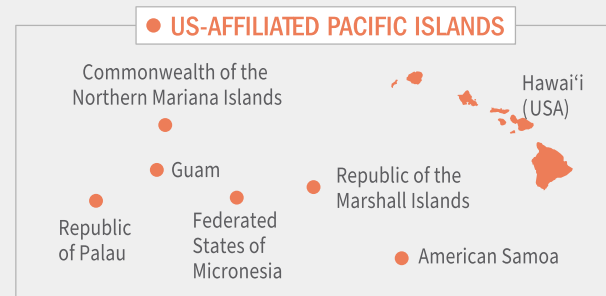 US-AFFILIATED PACIFIC ISLANDS
Commonwealth of the
Northern Mariana Islands
Hawai‘i
(USA)
Guam
Republic of the
Marshall Islands
Republic
of Palau
Federated
States of
Micronesia
American Samoa